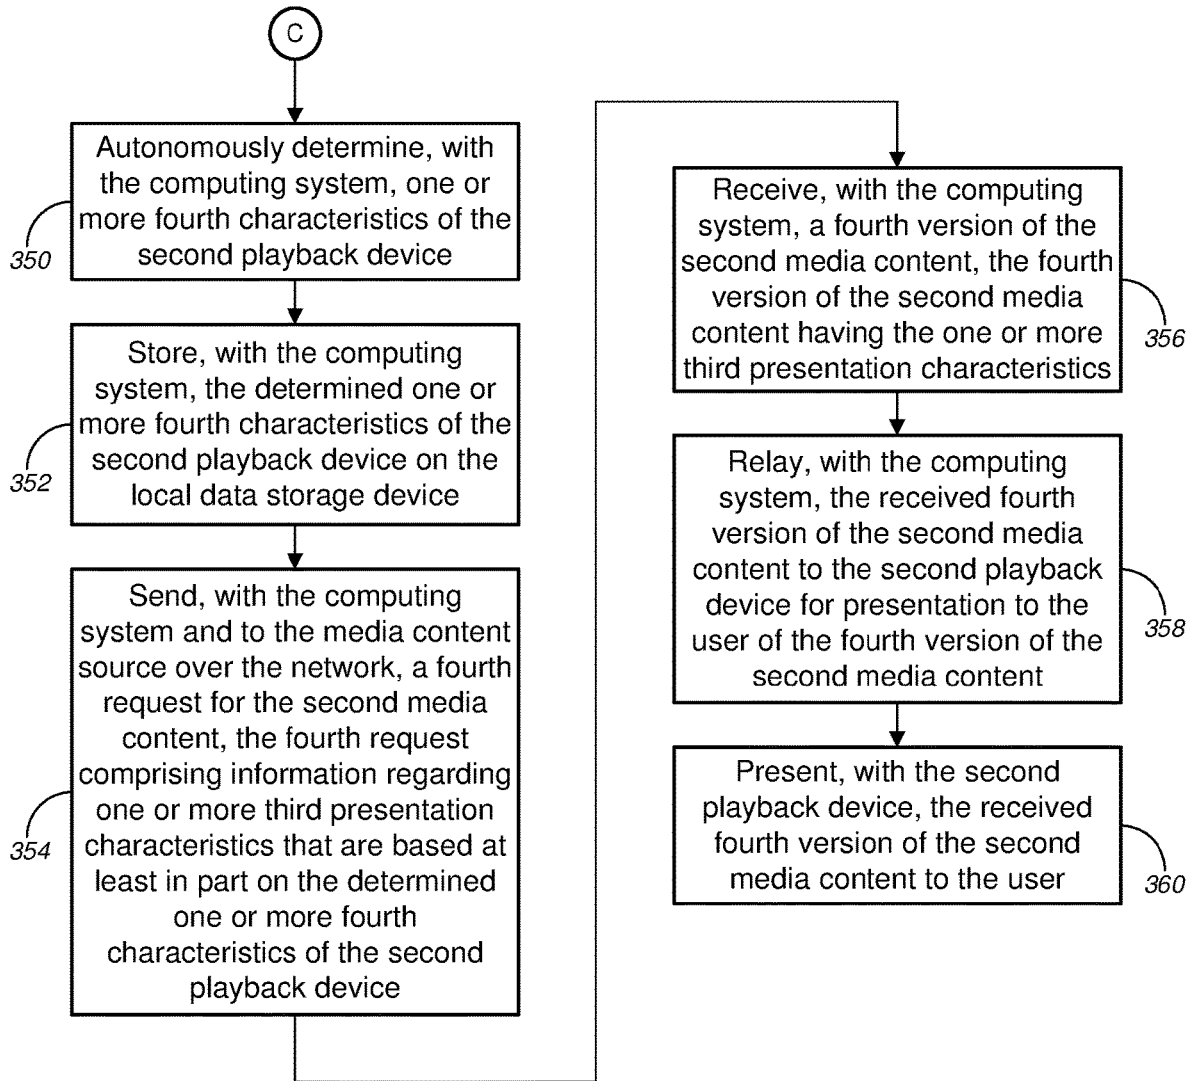 C
Autonomously determine, with
the computing system, one or
more fourth characteristics of the
second playback device
350
Store, with the computing
system, the determined one or
more fourth characteristics of the
second playback device on the
local data storage device
352
Send, with the computing
system and to the media content
source over the network, a fourth
request for the second media
content, the fourth request
comprising information regarding
one or more third presentation
characteristics that are based at
least in part on the determined
one or more fourth
characteristics of the second
playback device
354
Receive, with the computing
system, a fourth version of the
second media content, the fourth
version of the second media
content having the one or more
third presentation characteristics
356
Relay, with the computing
system, the received fourth
version of the second media
content to the second playback
device for presentation to the
user of the fourth version of the
second media content
358
Present, with the second
playback device, the received
fourth version of the second
media content to the user
360